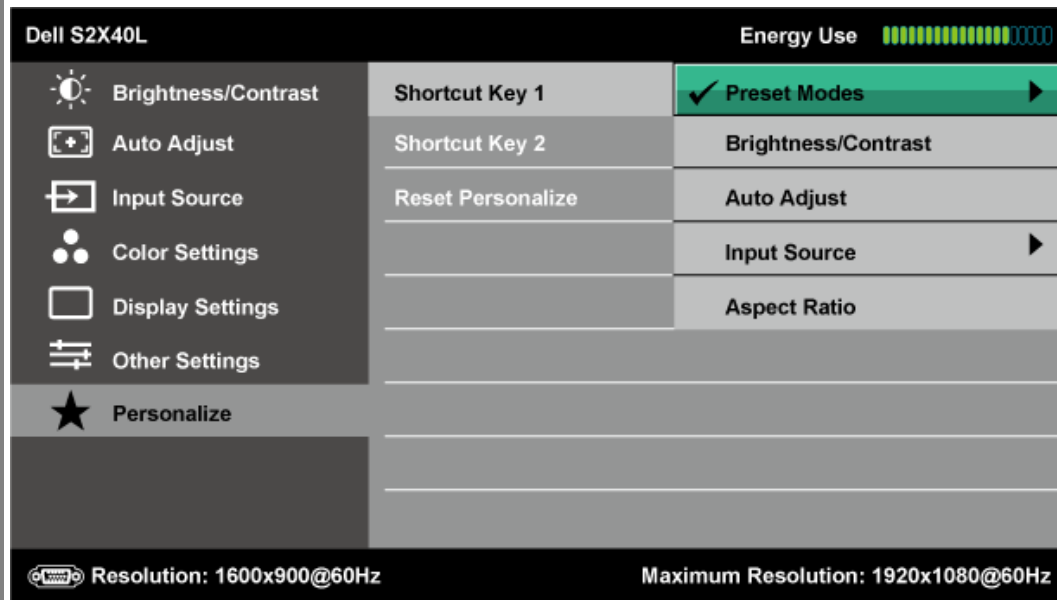 Dell S2X40L
Energy Use
Brightness/Contrast
Shortcut Key 1
Preset Modes
Auto Adjust
Shortcut Key 2
Brightness/Contrast
Input Source
Reset Personalize
Auto Adjust
Color Settings
Input Source
Display Settings
Aspect Ratio
Other Settings
Personalize
Resolution: 1600x900@60Hz
Maximum Resolution: 1920x1080@60Hz